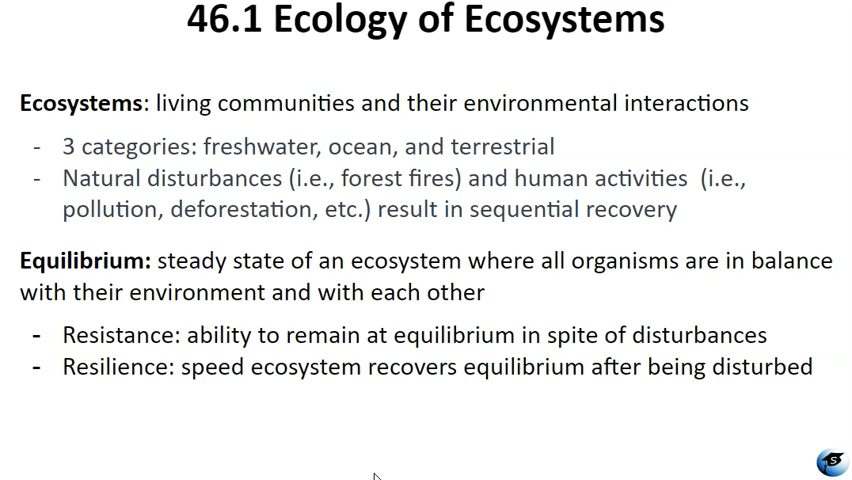 46.1 Ecology of Ecosystems
Ecosystems: living communities and their environmental interactions
- 3 categories: freshwater, ocean, and terrestrial
- Natural disturbances (i.e., forest fires) and human activities (i.e.,
pollution, deforestation, etc.) result in sequential recovery
Equilibrium: steady state of an ecosystem where all organisms are in balance
with their environment and with each other
- Resistance: ability to remain at equilibrium in spite of disturbances
- Resilience: speed ecosystem recovers equilibrium after being disturbed
S